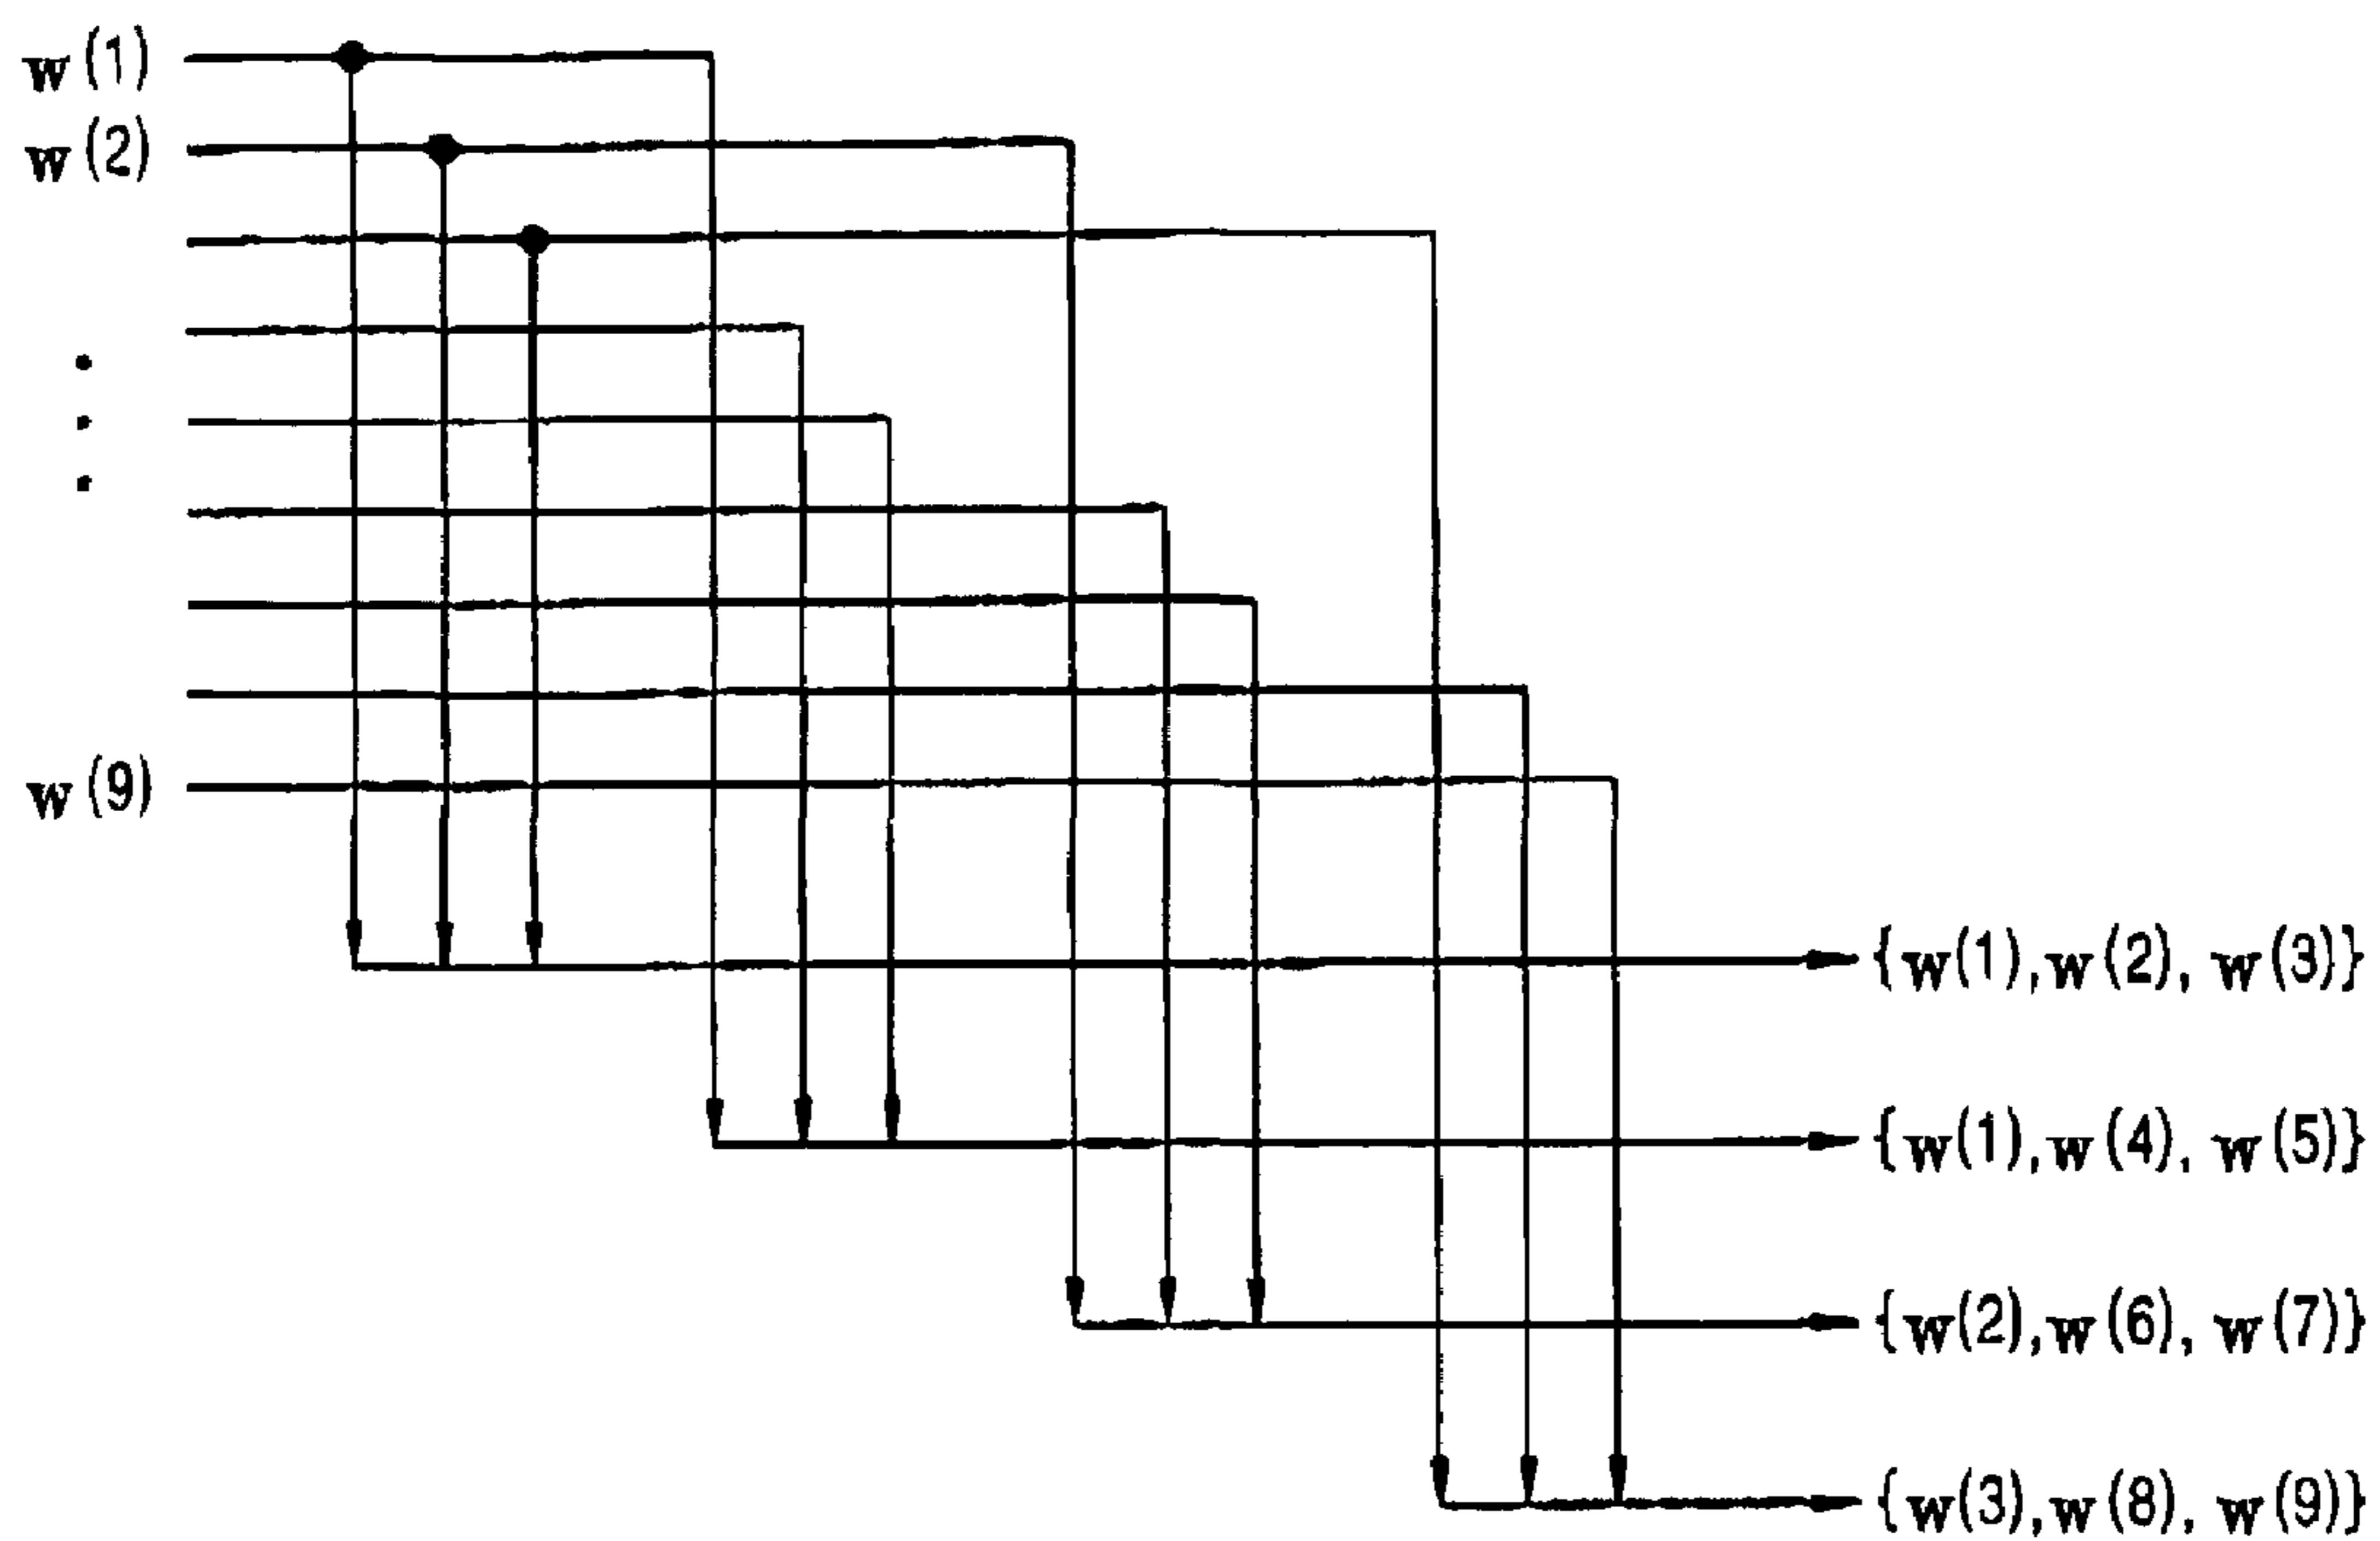 w(1)
w(2)
w(9)
{w(1),w(2), w(3)}
{w(1),w(4), w(5)}
{w(2),w(6), w(7)}
{w(3),w(8), w(9)}